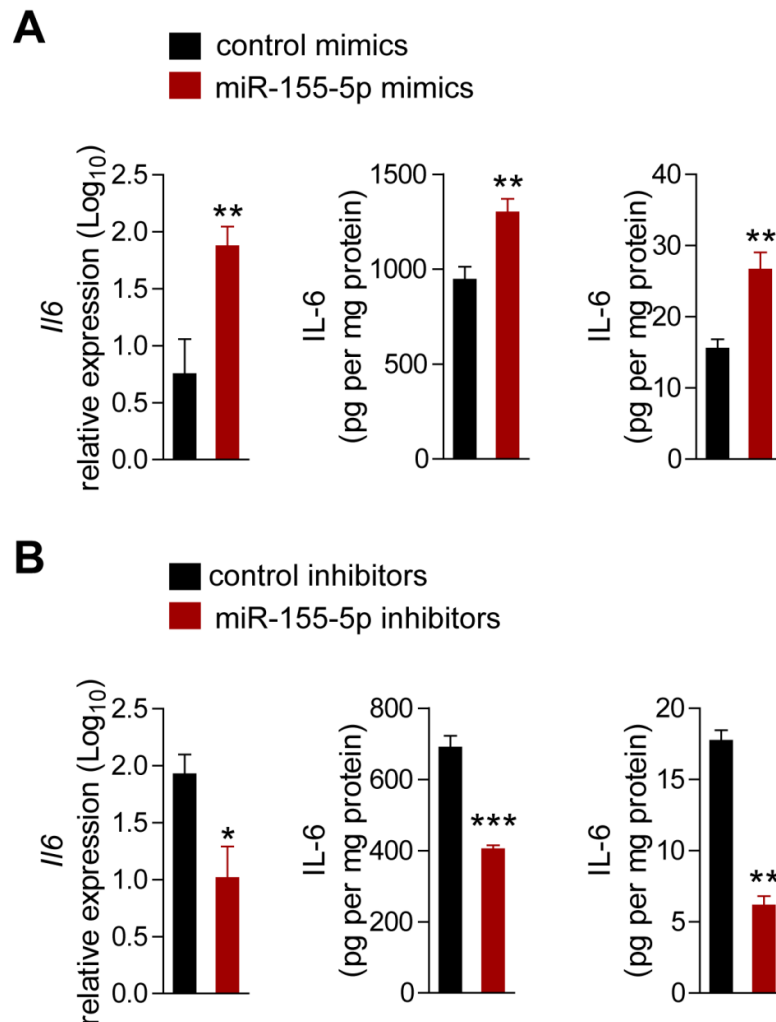 A
control mimics
miR-155-5p mimics
Il6
relative expression (Log10)
2.5
2.0
1.5
1.0
0.5
0.0
**
IL-6
(pg per mg protein)
1500
1000
500
0
**
IL-6
(pg per mg protein)
40
30
20
10
0
**
B
control inhibitors
miR-155-5p inhibitors
Il6
relative expression (Log10)
2.5
2.0
1.5
1.0
0.5
0.0
*
IL-6
(pg per mg protein)
800
600
400
200
0
***
IL-6
(pg per mg protein)
20
15
10
5
0
**